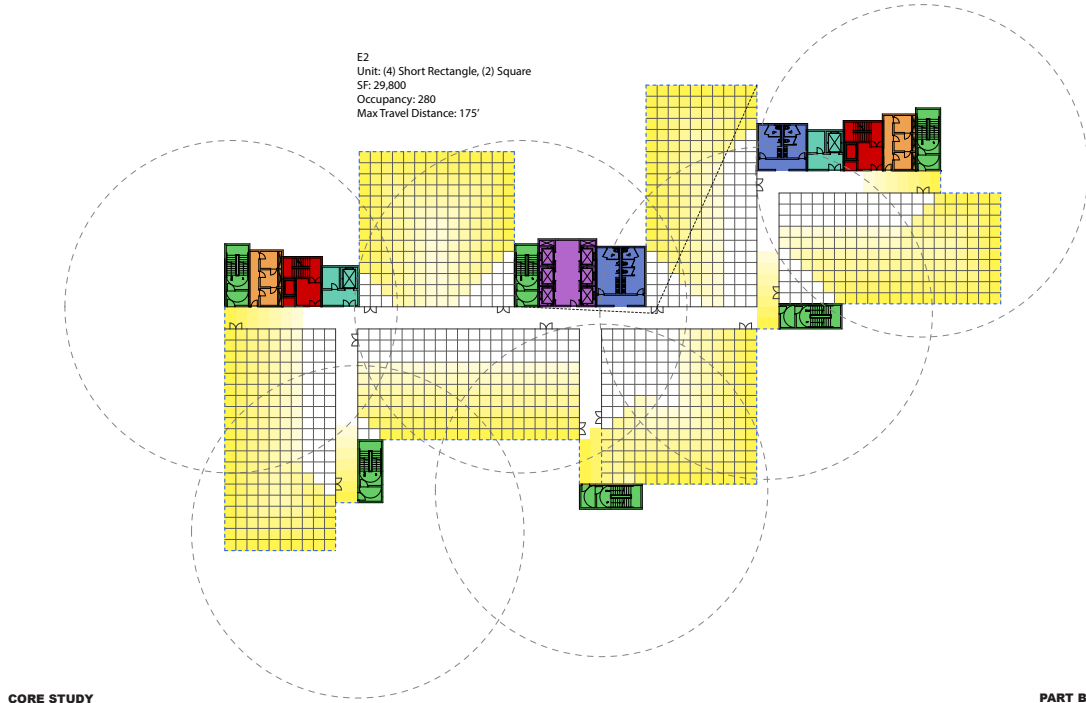 E2
Unit: (4) Short Rectangle, (2) Square
SF: 29,800
Occupancy: 280
Max Travel Distance: 175’
CORE STUDY
PART B